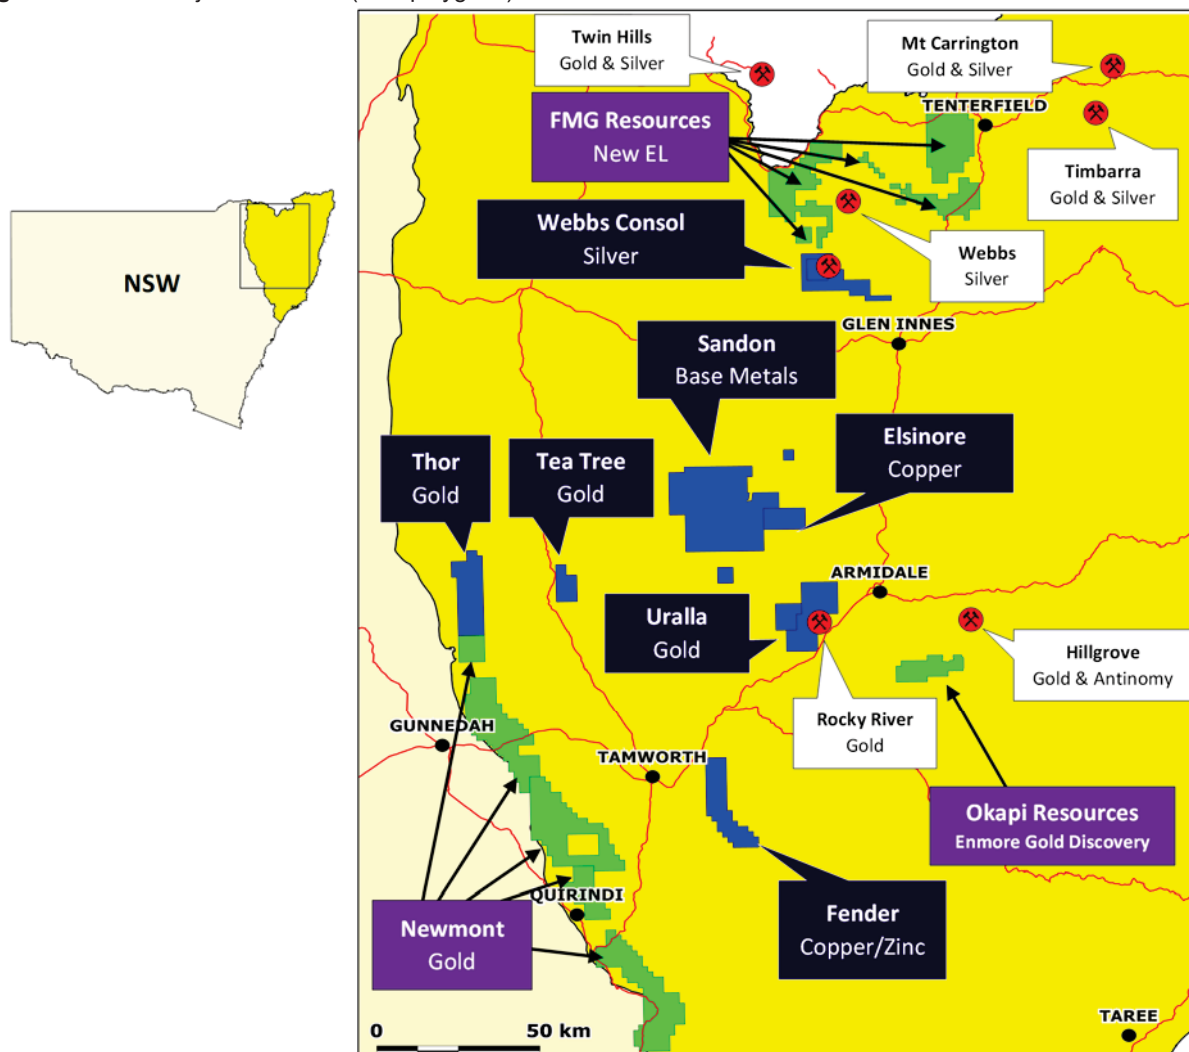 Twin Hills
Gold & Silver
Mt Carrington
Gold & Silver
TENTERFIELD
FMG Resources
New EL
Timbarra
Gold & Silver
Webbs Consol
Silver
Webbs
Silver
NSW
GLEN INNES
Sandon
Base Metals
Elsinore
Copper
Thor
Gold
Tea Tree
Gold
ARMIDALE
Uralla
Gold
Hillgrove
Gold & Antinomy
Rocky River
Gold
GUNNEDAH
TAMWORTH
Okapi Resources
Enmore Gold Discovery
QUIRINDI
Newmont
Gold
Fender
Copper/Zinc
TAREE
0 50 km